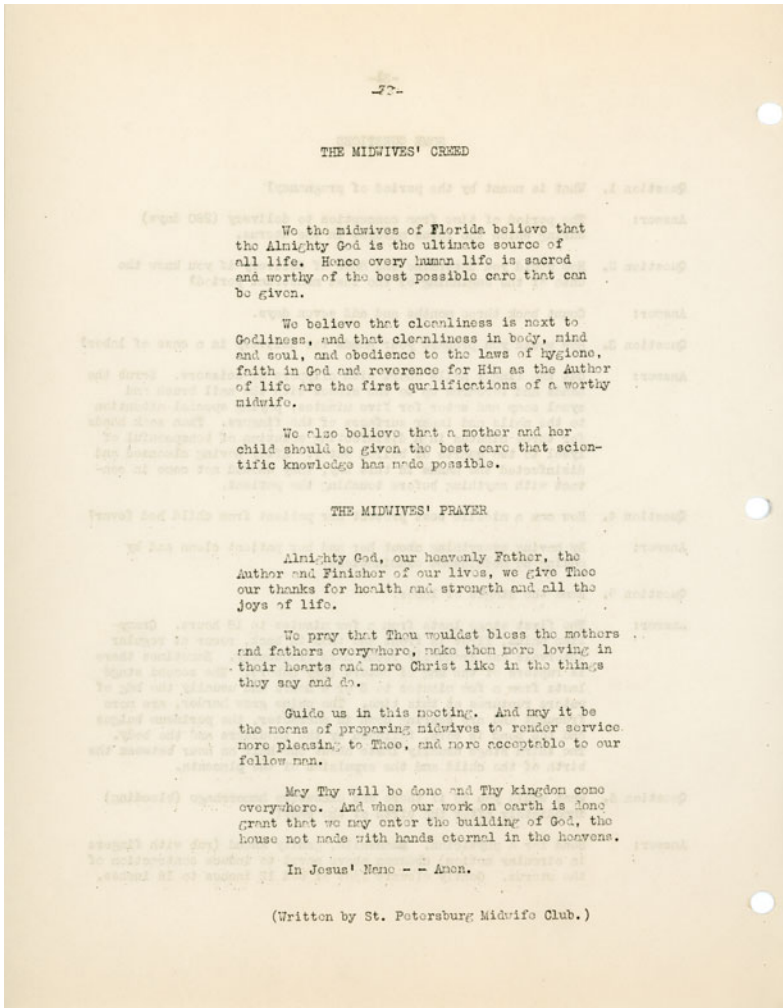 THE MIDWIVES' CREED
We the midwives of Florida believe that
the Almighty God is the ultimate source of
all life. Hence every human life is sacred
and worthy of the best possible care that can
be given.
We believe that cleanliness is next to
Godliness, and that cleanliness in body, mind
and soul, and obedience to the laws of hygiene,
faith in God and reverence for Him as the Author
of life are the first qualifications of a worthy
midwife.
We also believe that a mother and her
child should be given the best care that scien-
tific knowledge has made possible.
THE MIDWIVES' PRAYER
Almighty God, our heavenly Father, the
Author and Finisher of our lives, we give Thee
our thanks for health and strength and all the
joys of life.
We pray that Thou wouldst bless the mothers
and fathers everywhere, make them more loving in
their hearts and more Christ like in the things
they say and do.
Guide us in this meeting. And may it be
the means of preparing midwives to render service
more pleasing to Thee, and more acceptable to our
fellow man.
May Thy will be done and Thy kingdom come
everywhere. And when our work on earth is done
grant that we may enter the building of God, the
house not made with hands eternal in the heavens.
In Jesus' Name - - Amen.
(Written by St. Petersburg Midwife Club.)